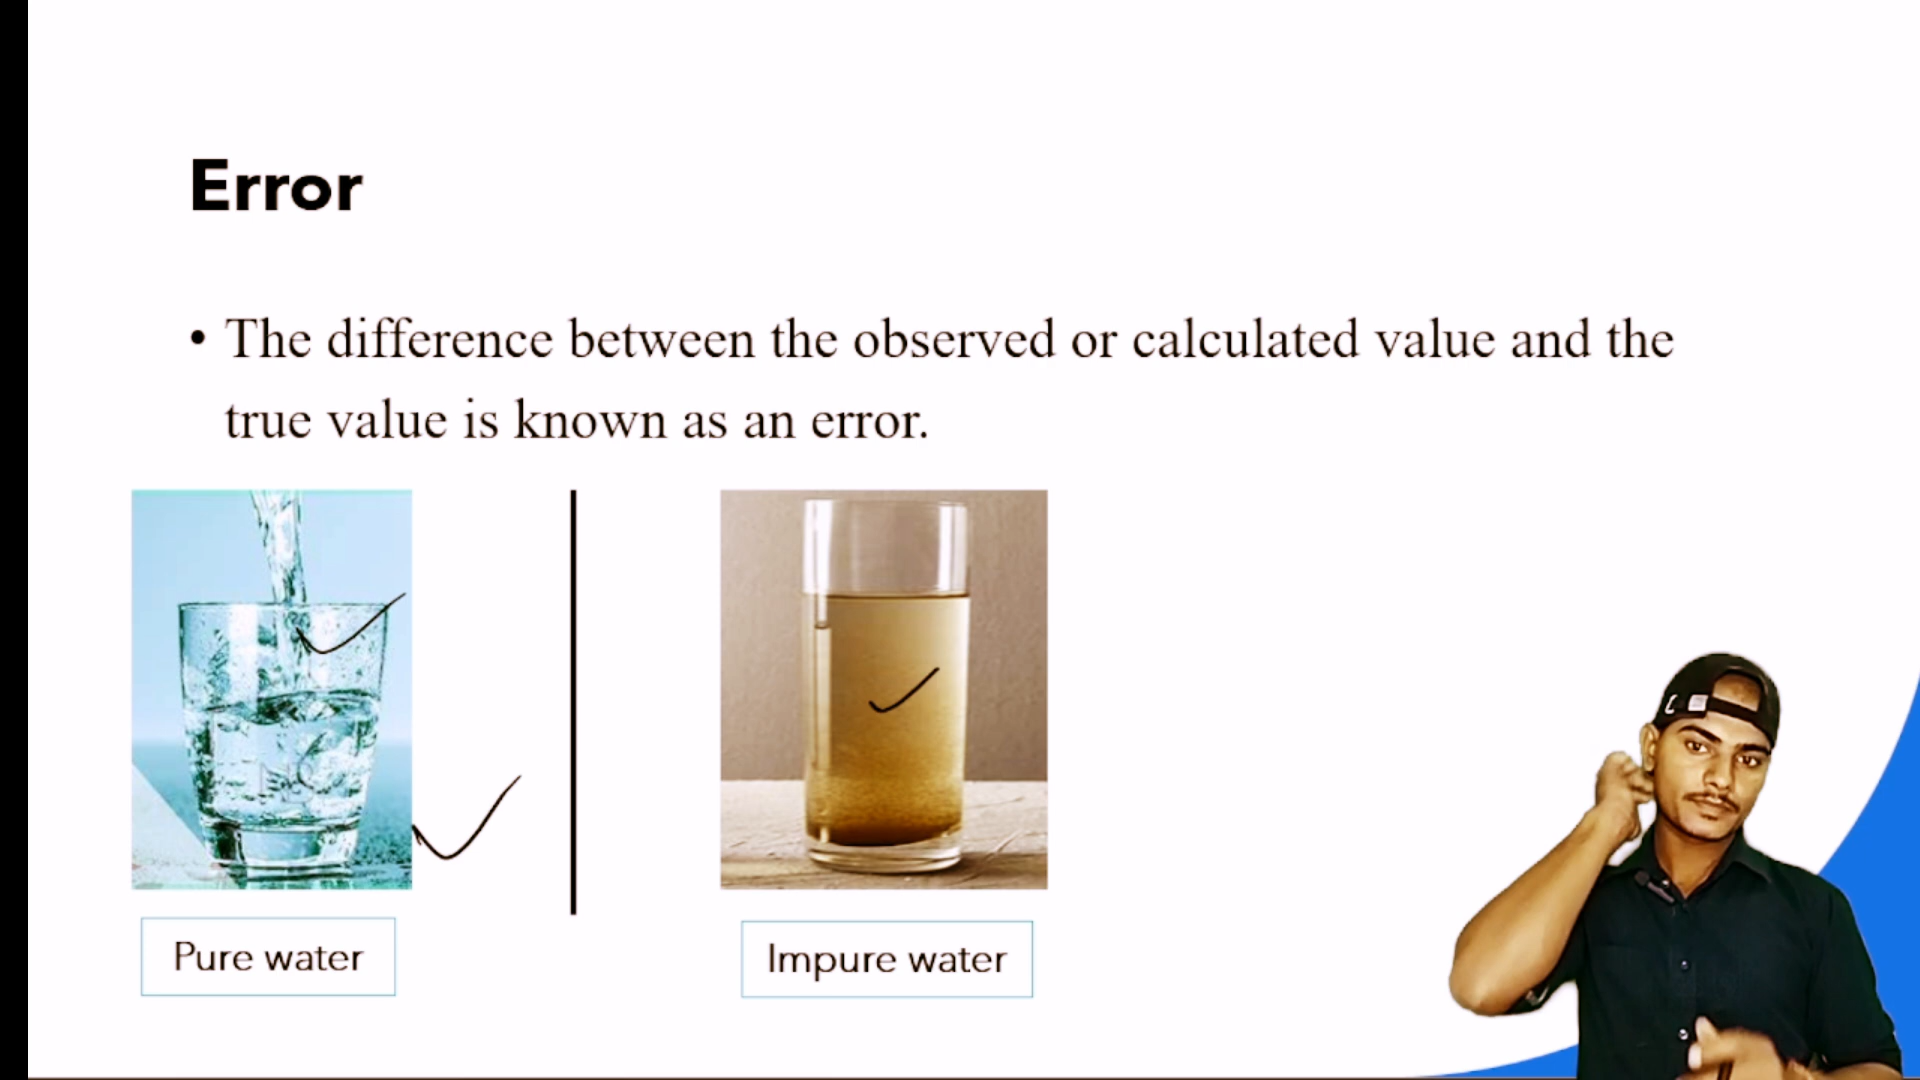 Error
• The difference between the observed or calculated value and the
true value is known as an error.
Pure water
Impure water